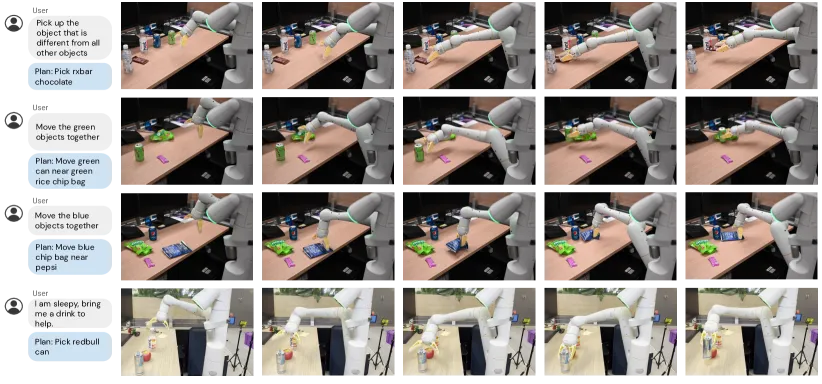 User
Pick up the
object that is
different from all
other objects
Plan: Pick rxbar
chocolate
User
Move the green
objects together
Plan: Move green
can near green
rice chip bag
User
Move the blue
objects together
Plan: Move blue
chip bag near
pepsi
User
I am sleepy, bring
me a drink to
help.
Plan: Pick redbull
can